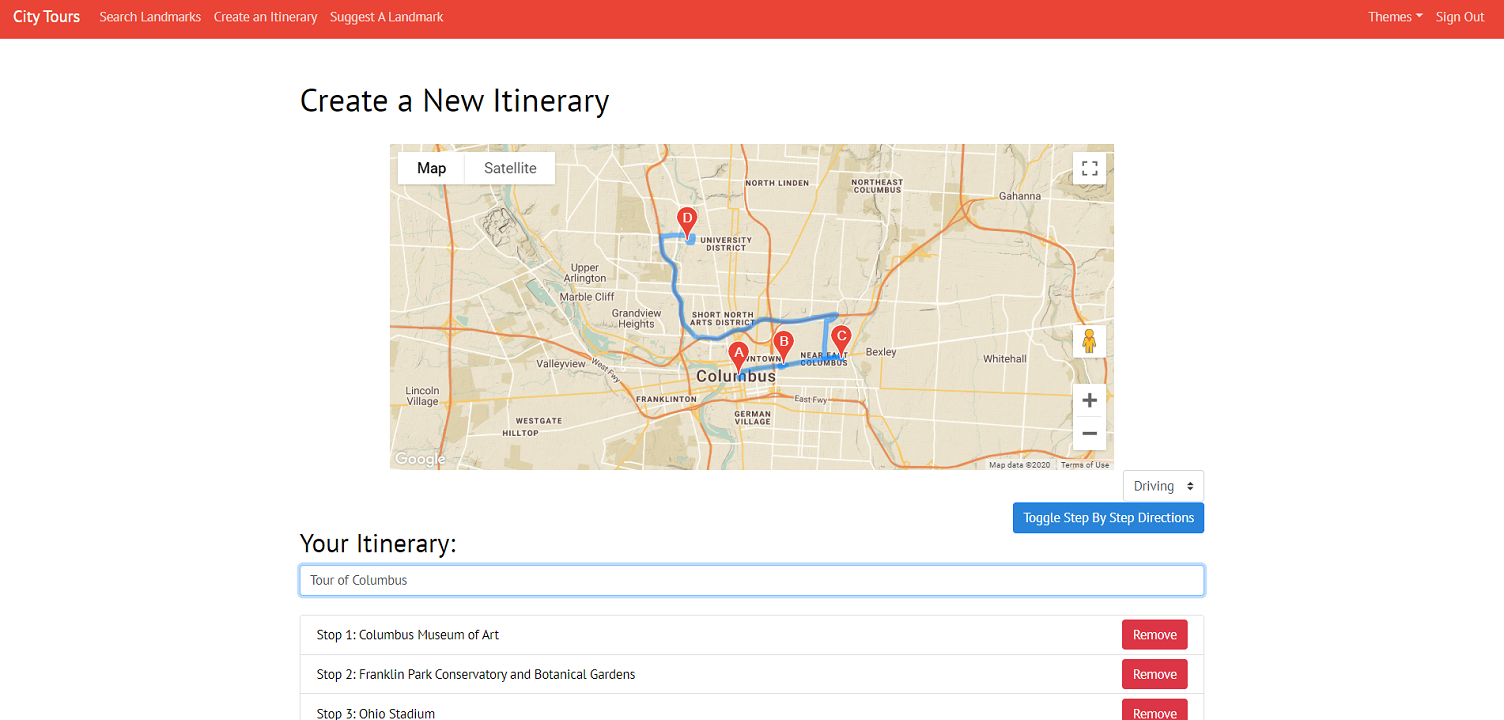 City Tours Search Landmarks Create an Itinerary Suggest A Landmark Themes Sign Out
Create a New Itinerary
Map Satellite
NORTH LINDEN
NORTHEAST
COLUMBUS
Gahanna
D
UNIVERSITY
DISTRICT
Upper
Arlington
Marble Cliff
Grandview
Heights
SHORT NORTH
ARTS DISTRICT
A
B
C
WNTOWN
NEAR EAST
COLUMBUS
Bexley
Whitehall
Valleyview
West Fwy
Columbus
Lincoln
Village
FRANKLINTON
East Fwy
GERMAN
VILLAGE
WESTGATE
HILLTOP
Google
Map data ©2020 Terms of Use
Driving
Toggle Step By Step Directions
Your Itinerary:
Tour of Columbus
Stop 1: Columbus Museum of Art Remove
Stop 2: Franklin Park Conservatory and Botanical Gardens Remove
Stop 3: Ohio Stadium Remove